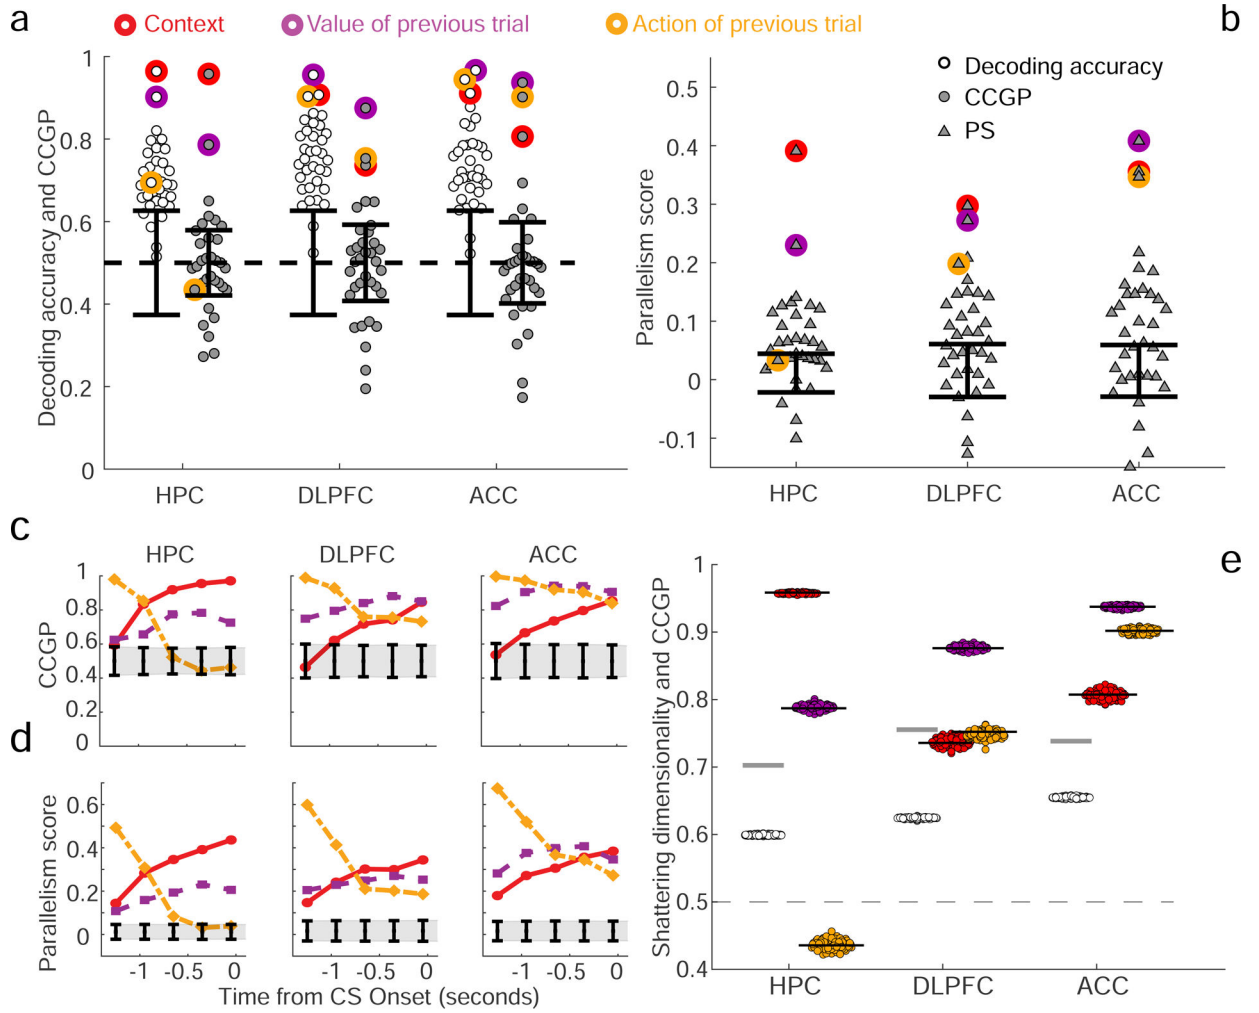 a
Context
Value of previous trial
Action of previous trial
b
Decoding accuracy and CCGP
1
0.8
0.6
0.4
0.2
0
HPC
DLPFC
ACC
Parallelism score
0.5
0.4
0.3
0.2
0.1
0
-0.1
Decoding accuracy
CCGP
PS
HPC
DLPFC
ACC
c
HPC
DLPFC
ACC
CCGP
1
0.8
0.6
0.4
0.2
0
d
Parallelism score
0.6
0.4
0.2
0
-1
-0.5
0
-1
-0.5
0
-1
-0.5
0
Time from CS Onset (seconds)
e
Shattering dimensionality and CCGP
1
0.9
0.8
0.7
0.6
0.5
0.4
HPC
DLPFC
ACC